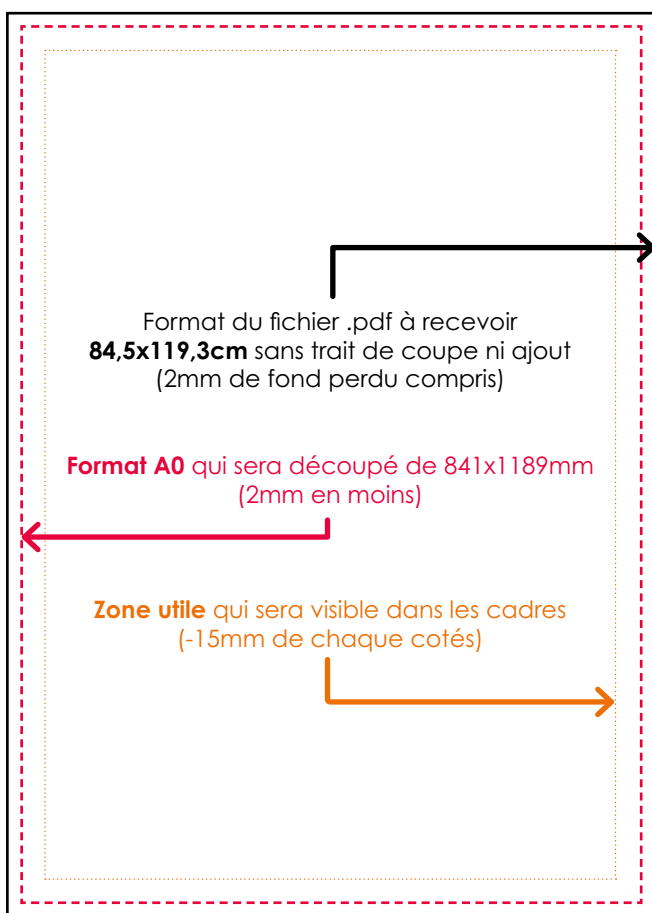 Format du fichier .pdf à recevoir
84,5x119,3cm sans trait de coupe ni ajout
(2mm de fond perdu compris)
Format A0 qui sera découpé de 841x1189mm
(2mm en moins)
Zone utile qui sera visible dans les cadres
(-15mm de chaque cotés)